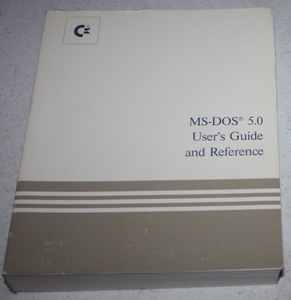 MS-DOS® 5.0
User's Guide
and Reference